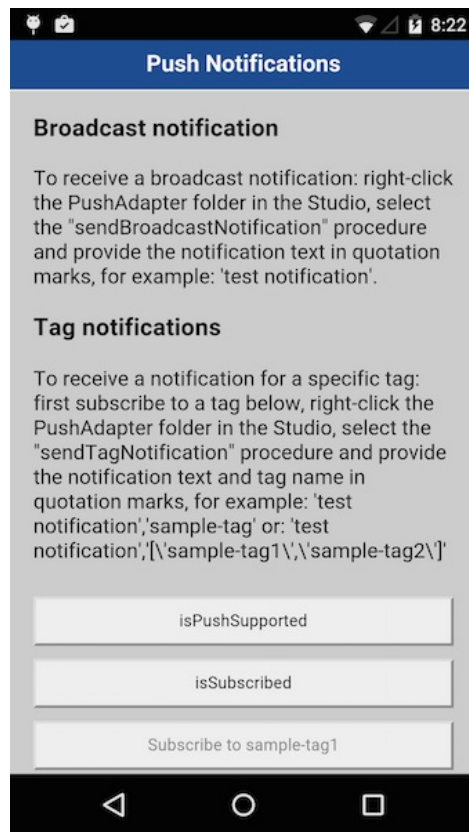 8:22
Push Notifications
Broadcast notification
To receive a broadcast notification: right-click
the PushAdapter folder in the Studio, select
the "sendBroadcastNotification" procedure
and provide the notification text in quotation
marks, for example: 'test notification'.
Tag notifications
To receive a notification for a specific tag:
first subscribe to a tag below, right-click the
PushAdapter folder in the Studio, select the
"sendTagNotification" procedure and provide
the notification text and tag name in
quotation marks, for example: 'test
notification','sample-tag' or: 'test
notification','[\'sample-tag1\',\'sample-tag2\']'
isPushSupported
isSubscribed
Subscribe to sample-tag1